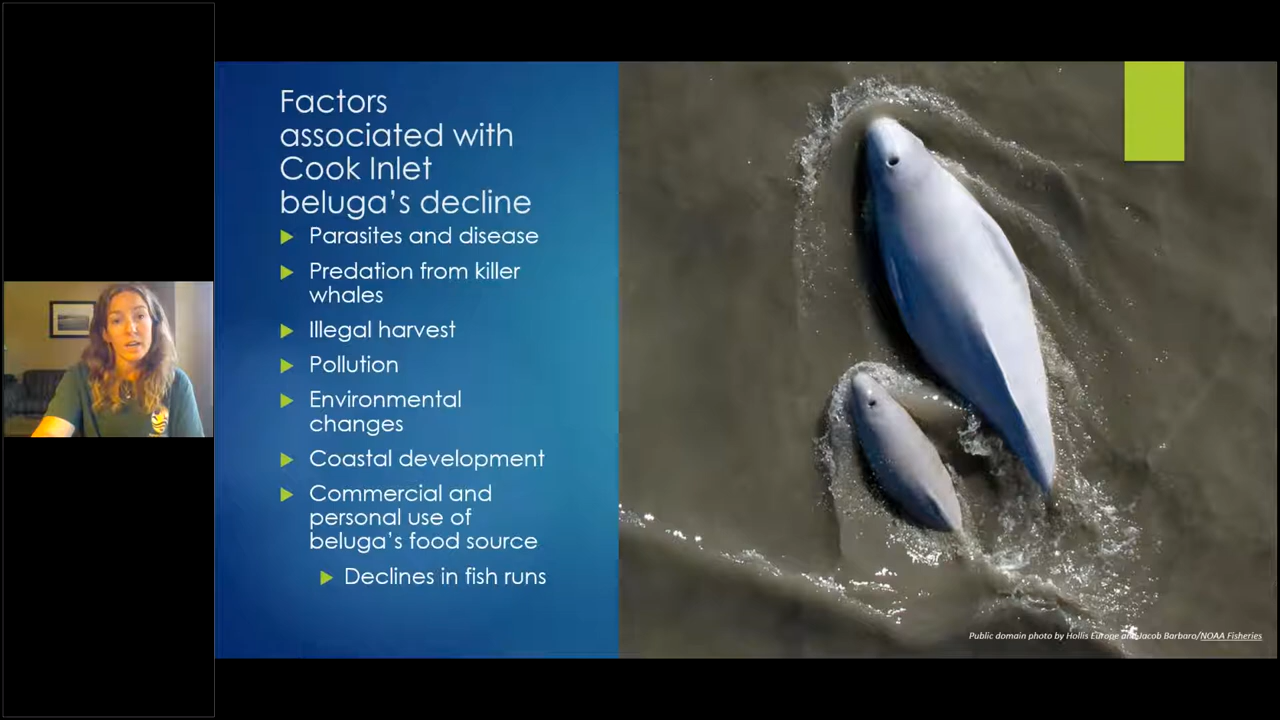 Factors
associated with
Cook Inlet
beluga's decline
Parasites and disease
Predation from killer
whales
Illegal harvest
Pollution
Environmental
changes
Coastal development
Commercial and
personal use of
beluga's food source
Declines in fish runs
Public domain photo by Hollis Europe and Jacob Barbaro/NOAA Fisheries